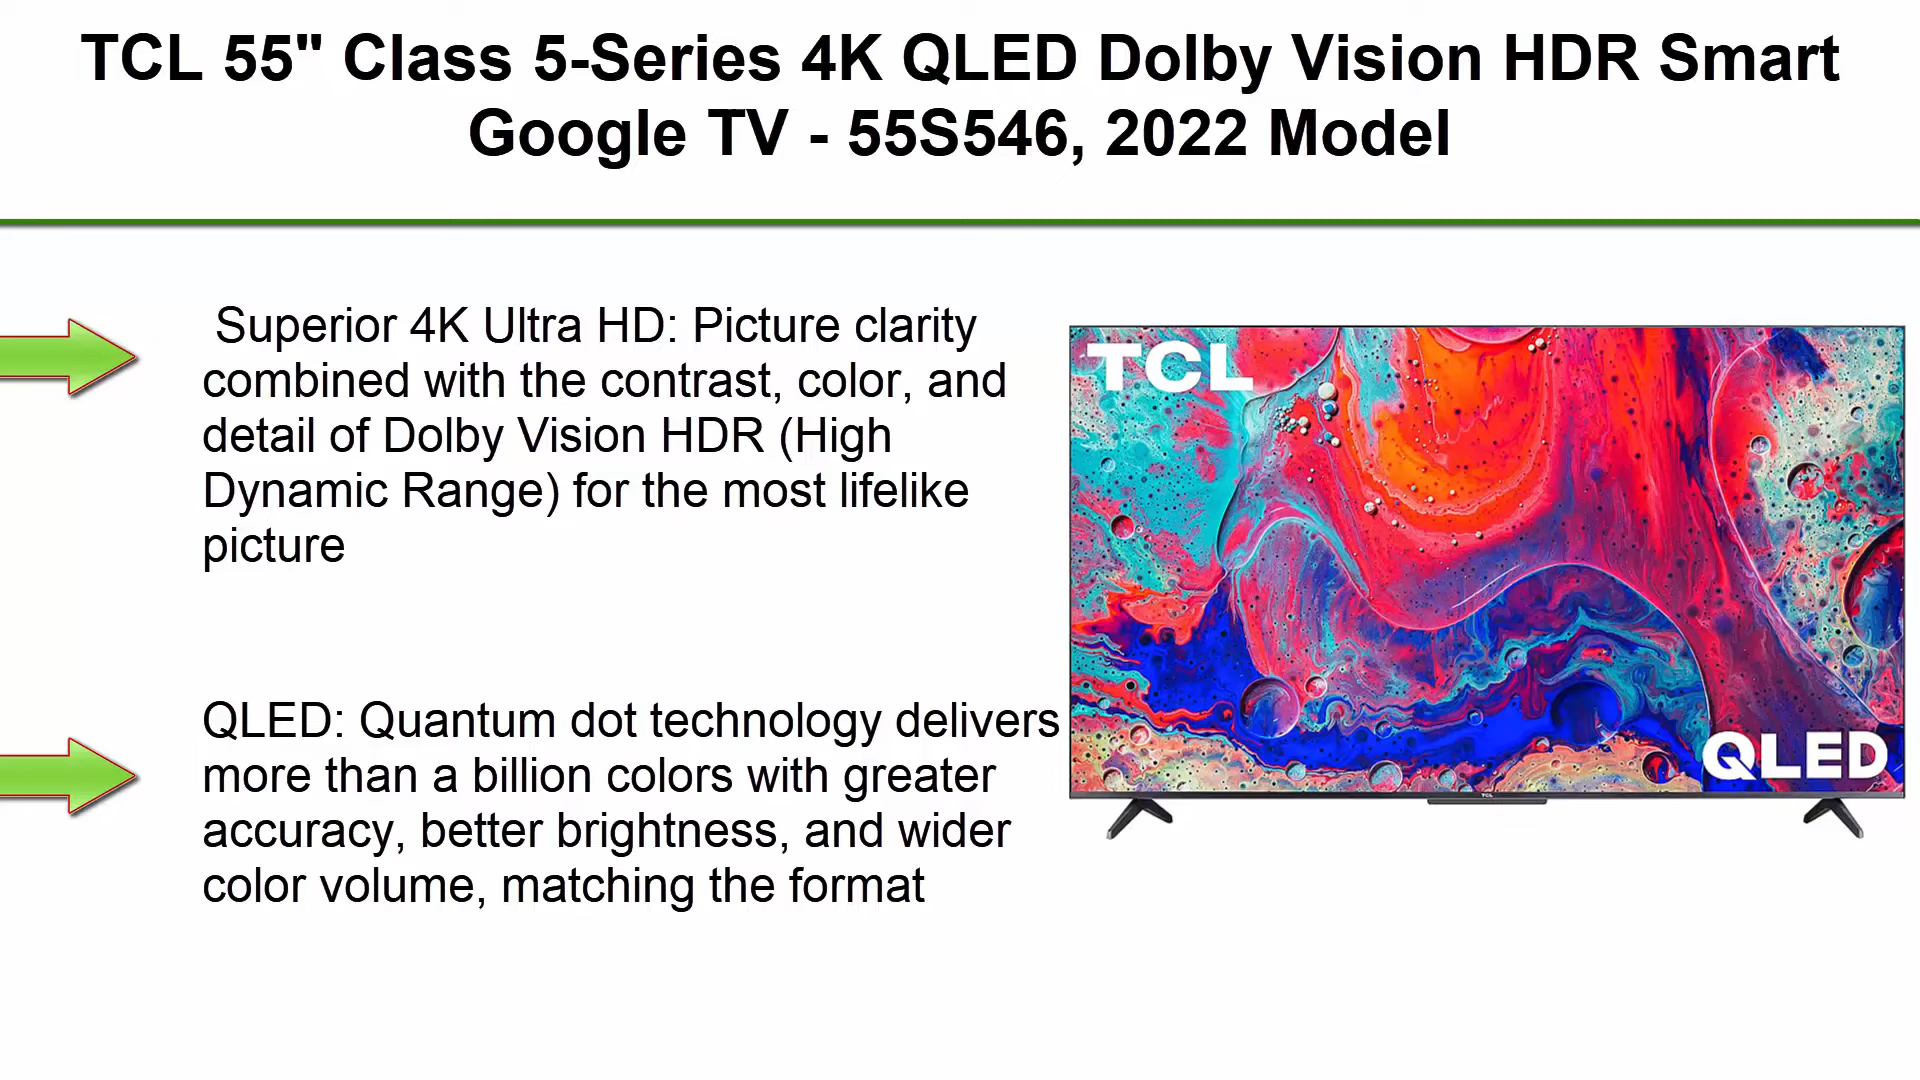 TCL 55" Class 5-Series 4K QLED Dolby Vision HDR Smart
Google TV - 55S546, 2022 Model
Superior 4K Ultra HD: Picture clarity
combined with the contrast, color, and
detail of Dolby Vision HDR (High
Dynamic Range) for the most lifelike
picture
QLED: Quantum dot technology delivers
more than a billion colors with greater
accuracy, better brightness, and wider
color volume, matching the format
TCL
QLED
TCL